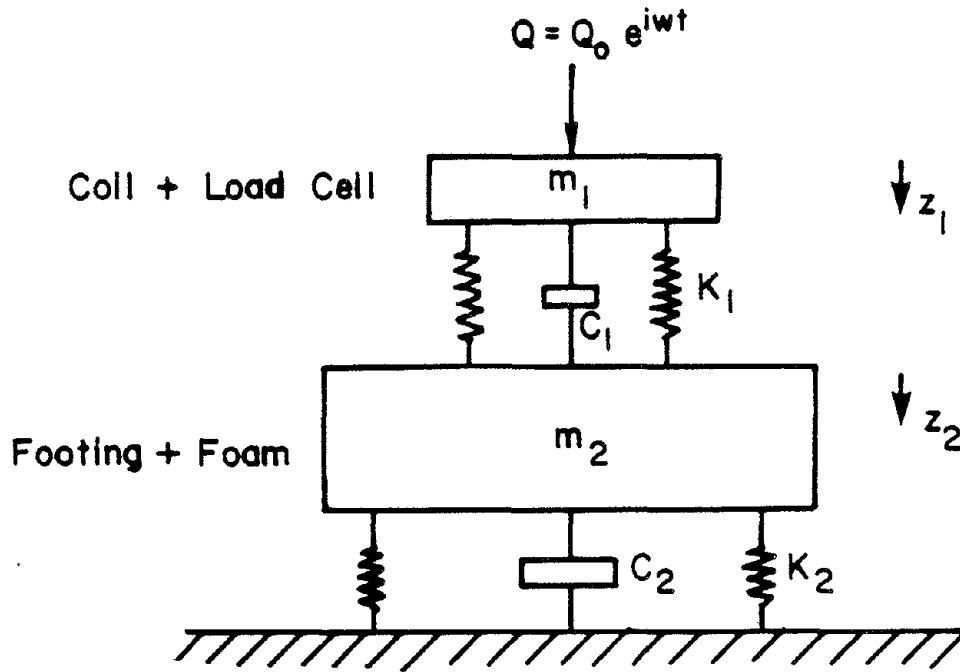 Q = Q₀ e^{iwt}
Coil + Load Cell
m₁
z₁
K₁
C₁
z₂
Footing + Foam
m₂
C₂
K₂